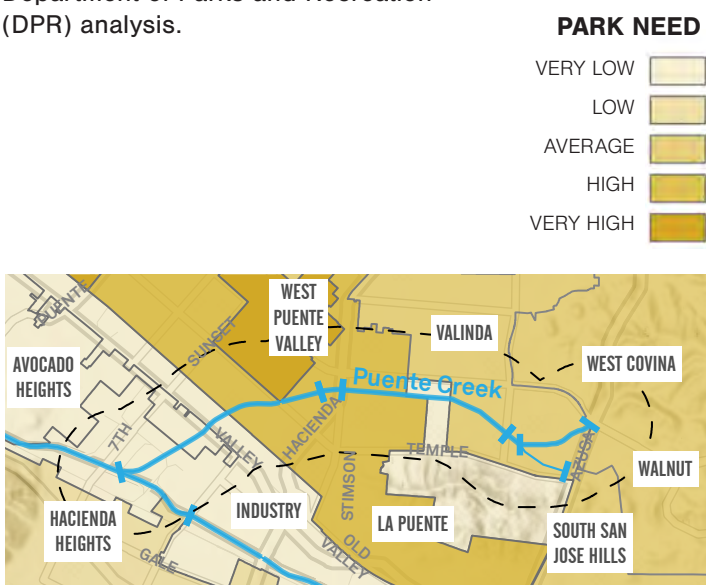 (DPR) analysis.
PARK NEED
VERY LOW
LOW
AVERAGE
HIGH
VERY HIGH
PUENTE
SUNSET
WEST
PUENTE
VALLEY
VALINDA
WEST COVINA
AVOCADO
HEIGHTS
Puente Creek
7TH
VALLEY
HACIENDA
TEMPLE
AZUSA
WALNUT
STIMSON
HACIENDA
HEIGHTS
INDUSTRY
LA PUENTE
SOUTH SAN
JOSE HILLS
GALE
OLD
VALLEY